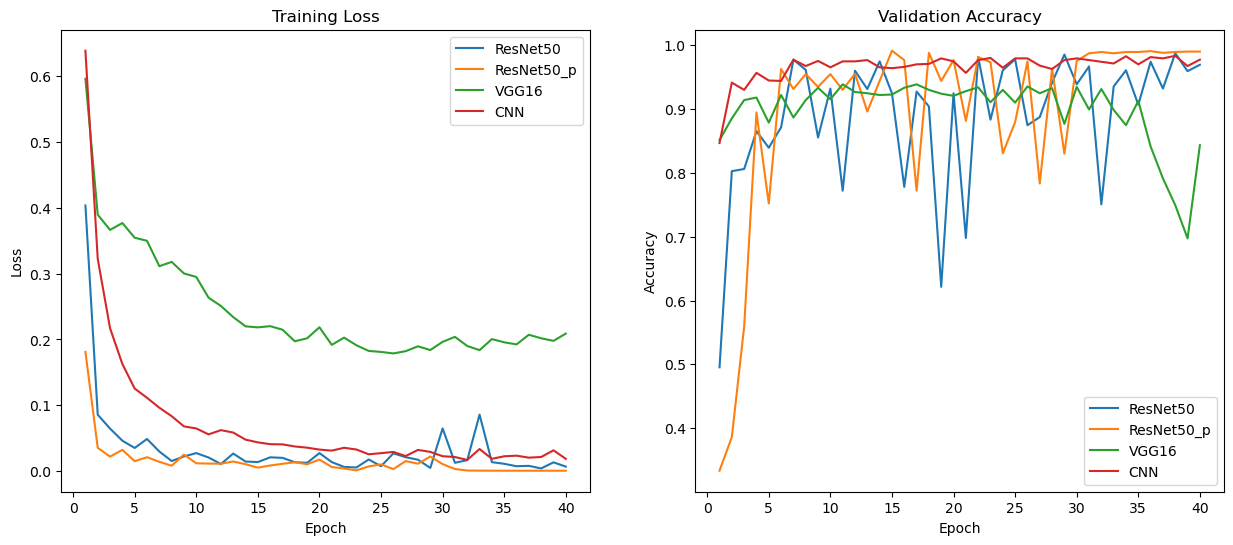 Training Loss
0.6
0.5
0.4
0.3
0.2
0.1
0.0
Loss
0 5 10 15 20 25 30 35 40
Epoch
ResNet50
ResNet50_p
VGG16
CNN
Validation Accuracy
1.0
0.9
0.8
0.7
0.6
0.5
0.4
Accuracy
0 5 10 15 20 25 30 35 40
Epoch
ResNet50
ResNet50_p
VGG16
CNN